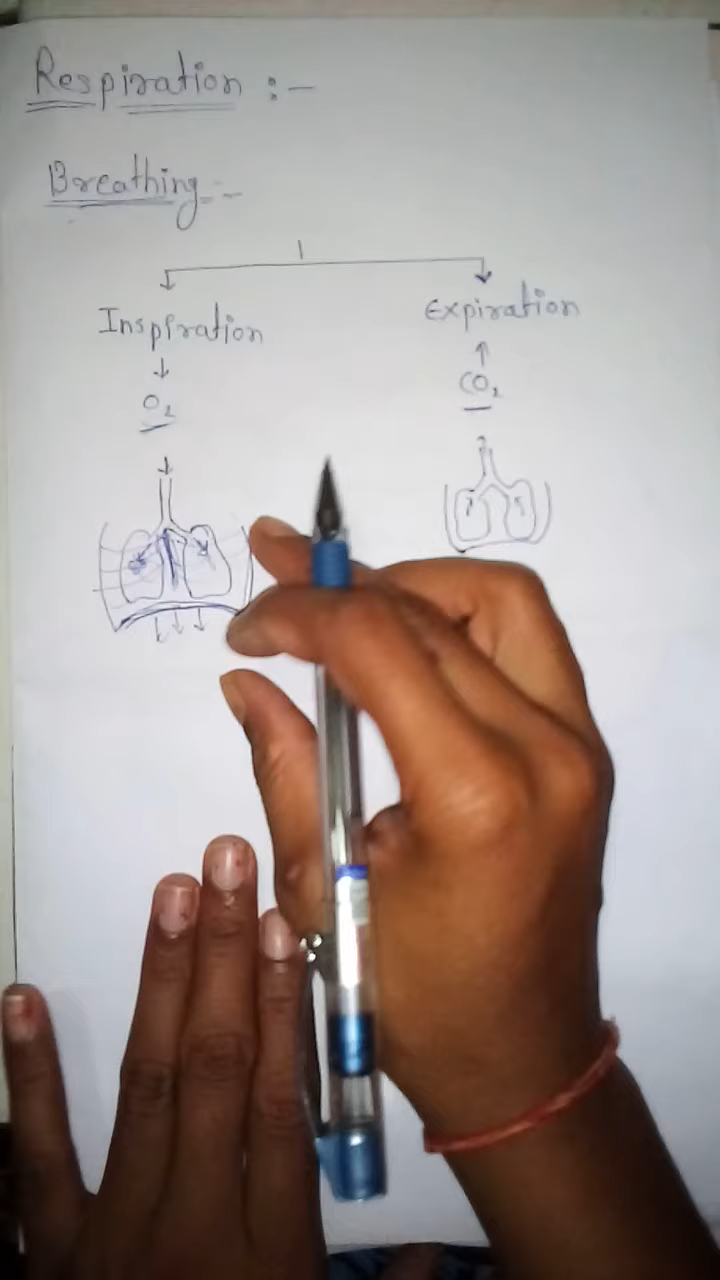 Respiration :-
Breathing :-
Inspiration
Expiration
O2
CO2